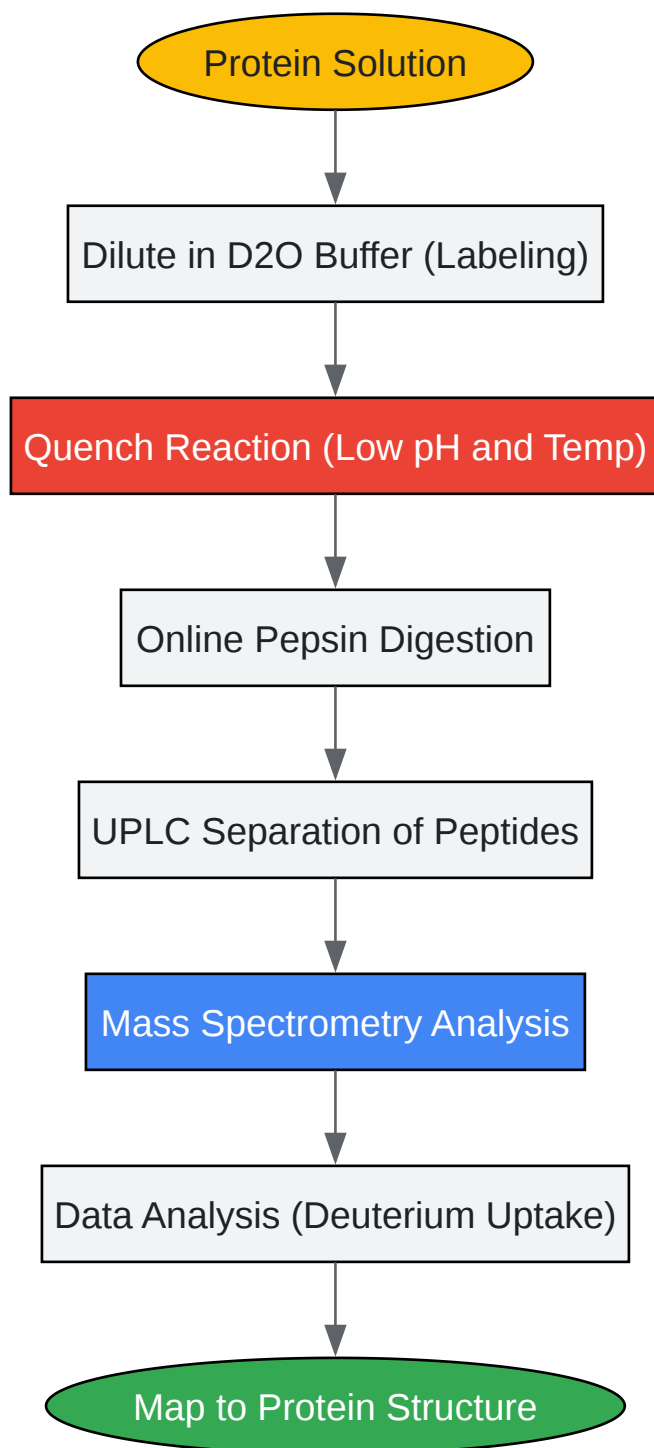 Protein Solution
Dilute in D2O Buffer (Labeling)
Quench Reaction (Low pH and Temp)
Online Pepsin Digestion
UPLC Separation of Peptides
Mass Spectrometry Analysis
Data Analysis (Deuterium Uptake)
Map to Protein Structure